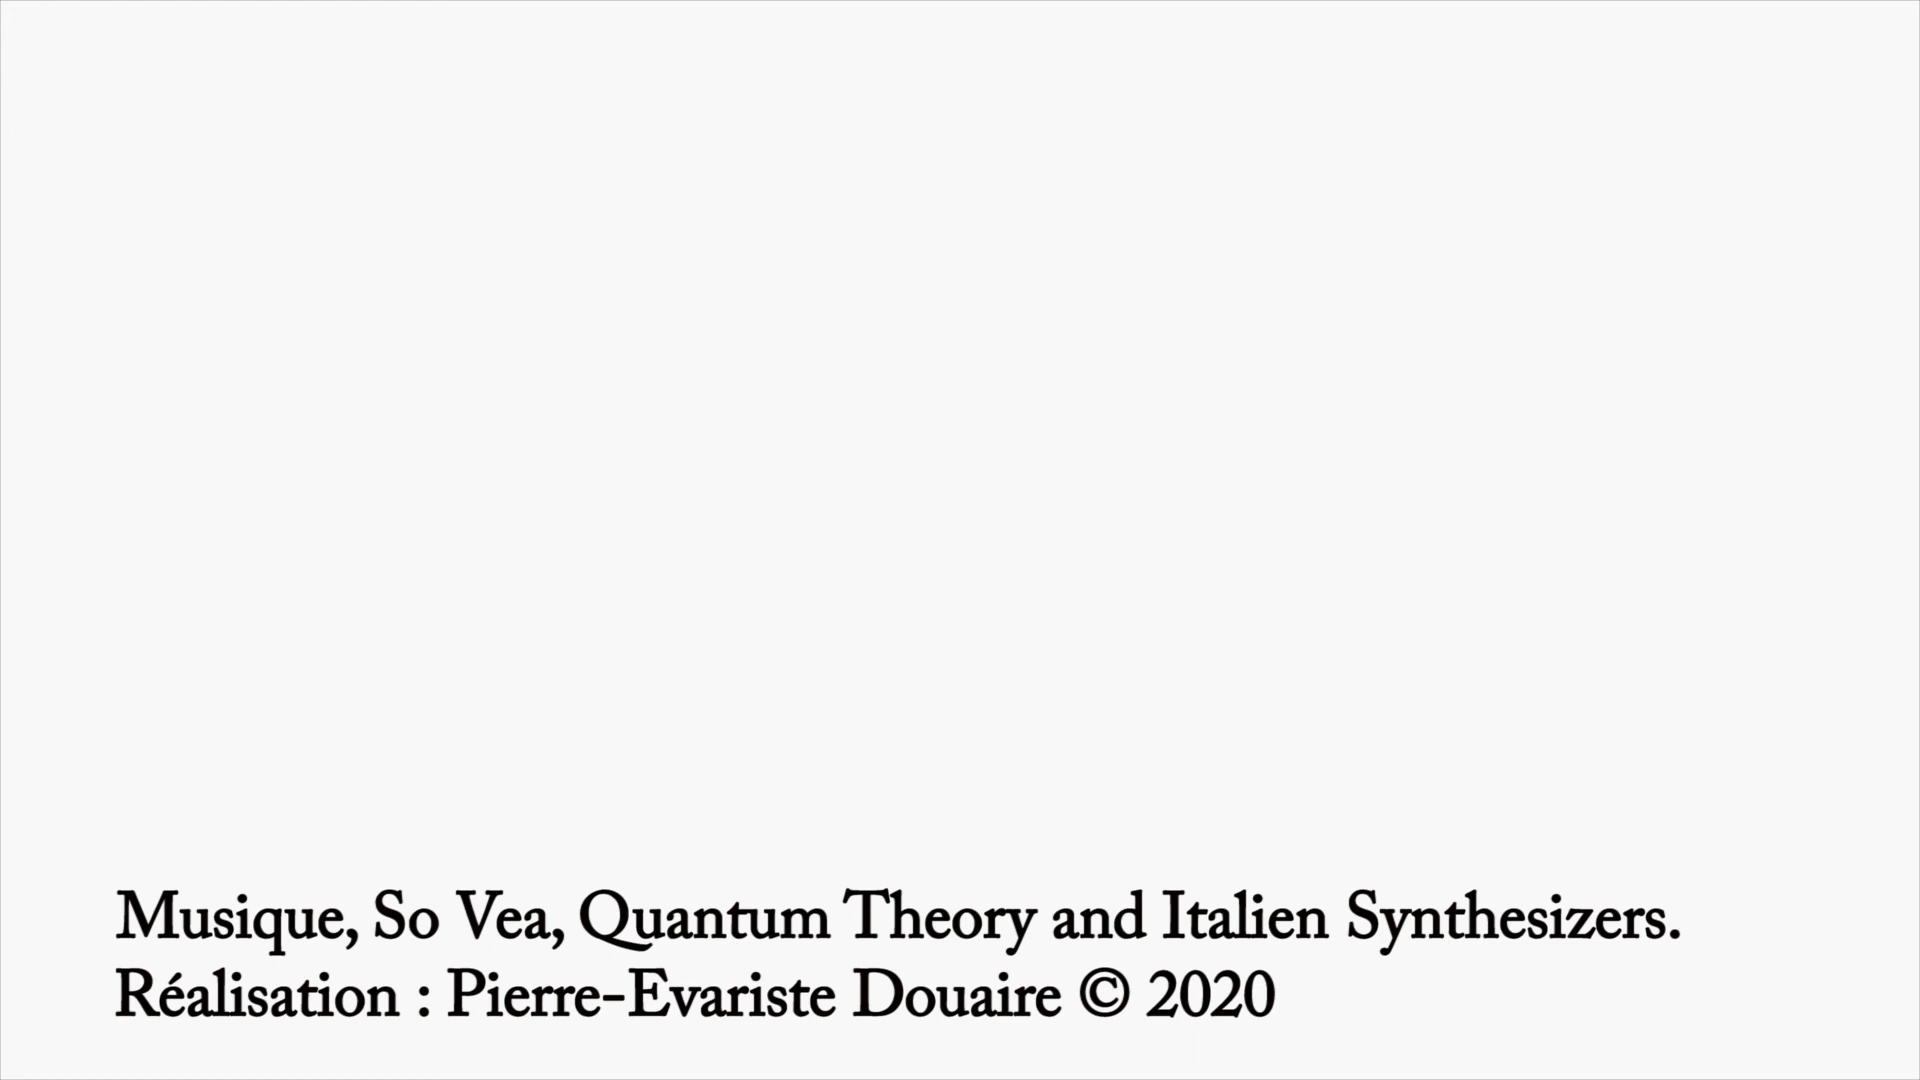 Musique, So Vea, Quantum Theory and Italien Synthesizers.
Réalisation : Pierre-Evariste Douaire © 2020